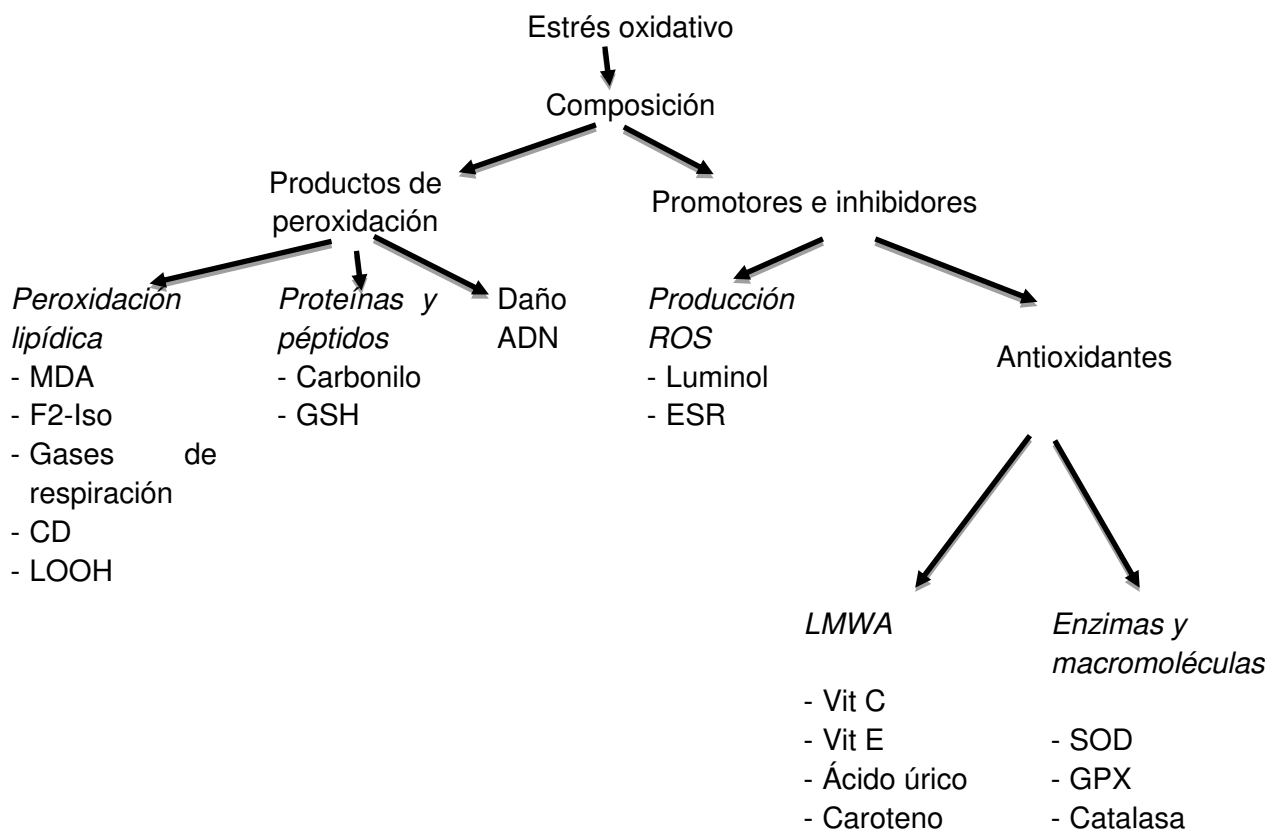 Estrés oxidativo
Composición
Productos de
peroxidación
Promotores e inhibidores
Peroxidación
lipídica
- MDA
- F2-Iso
- Gases de
respiración
- CD
- LOOH
Proteínas y
péptidos
- Carbonilo
- GSH
Daño
ADN
Producción
ROS
- Luminol
- ESR
Antioxidantes
LMWA
- Vit C
- Vit E
- Ácido úrico
- Caroteno
Enzimas y
macromoléculas
- SOD
- GPX
- Catalasa